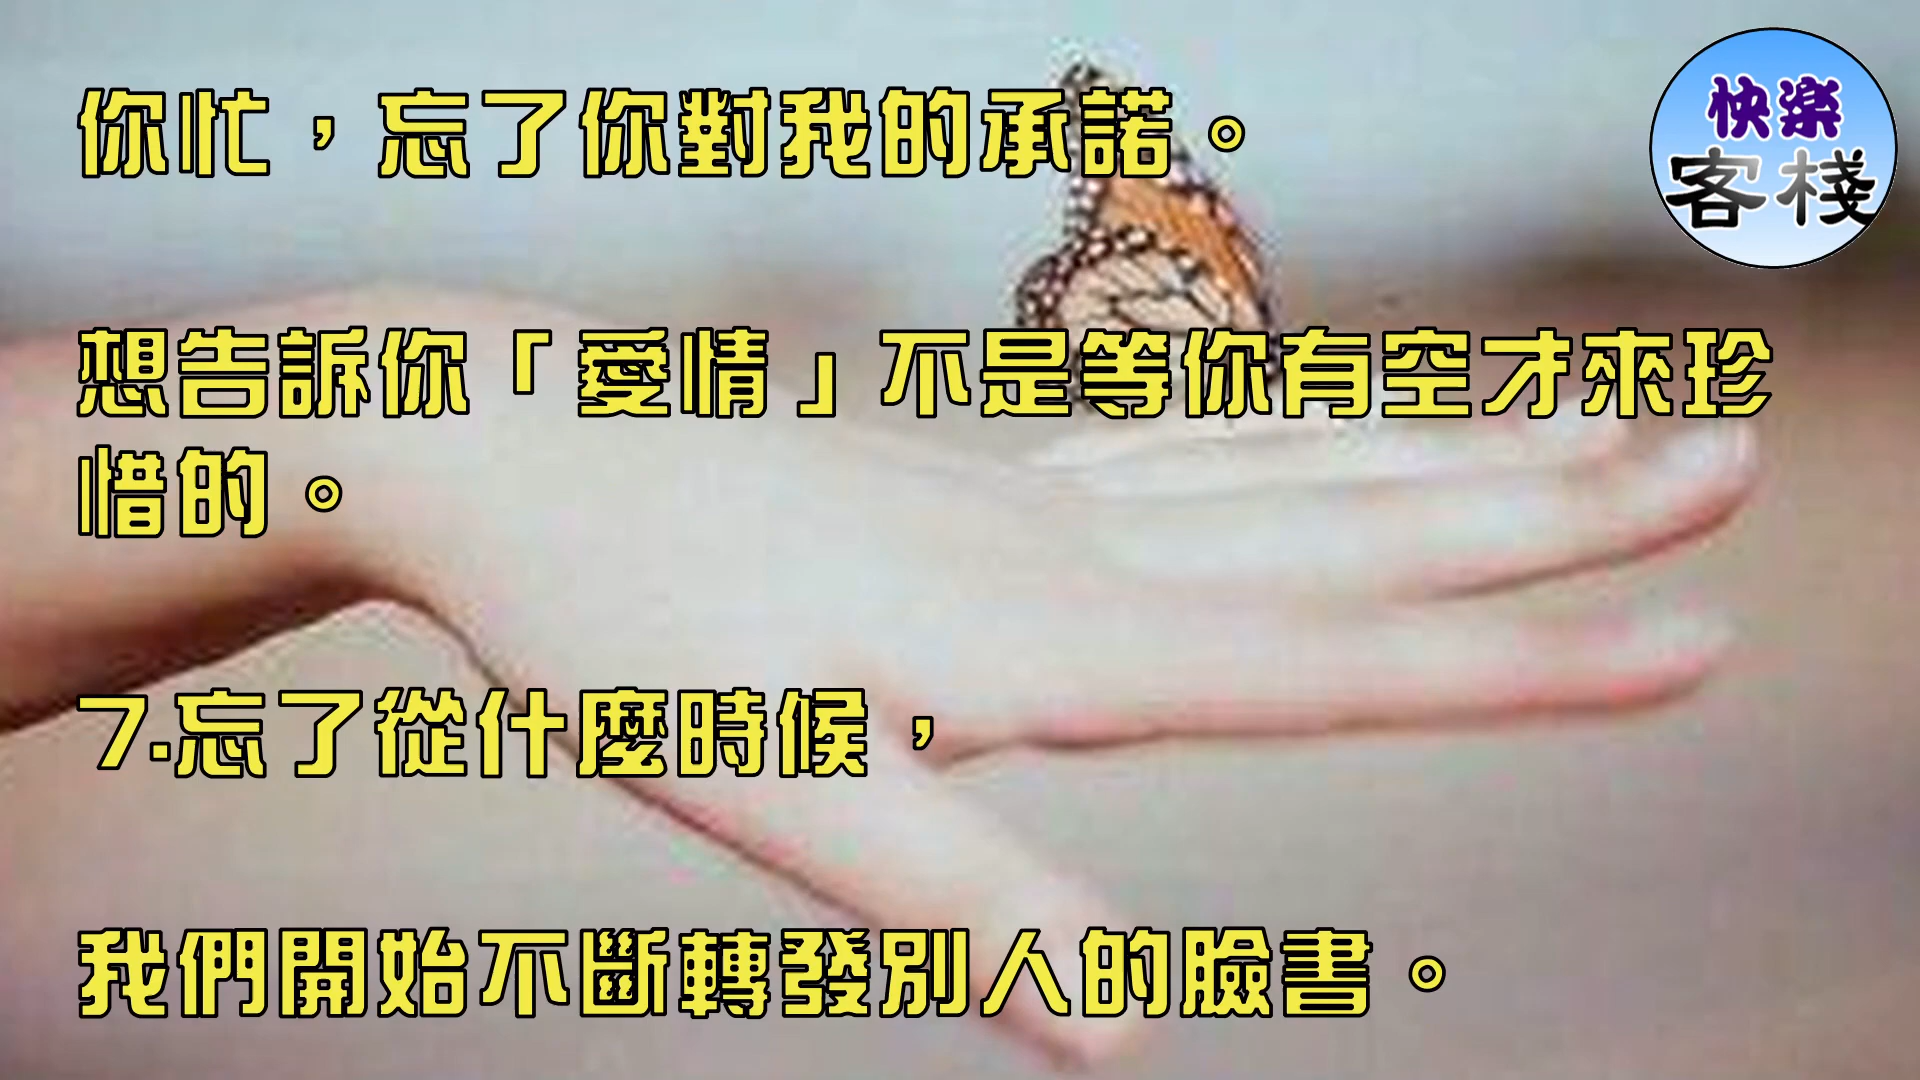 你忙，忘了你對我的承諾。
快樂
客棧
想告訴你「愛情」不是等你有空才來珍
惜的。
7.忘了從什麼時候，
我們開始不斷轉發別人的臉書。